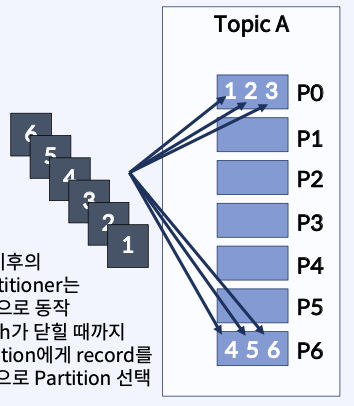 Topic A
1 2 3 P0
P1
P2
P3
P4
P5
4 5 6 P6
6
5
4
3
2
1
이후의
titioner는
으로 동작
h가 닫힐 때까지
tion에게 record를
으로 Partition 선택